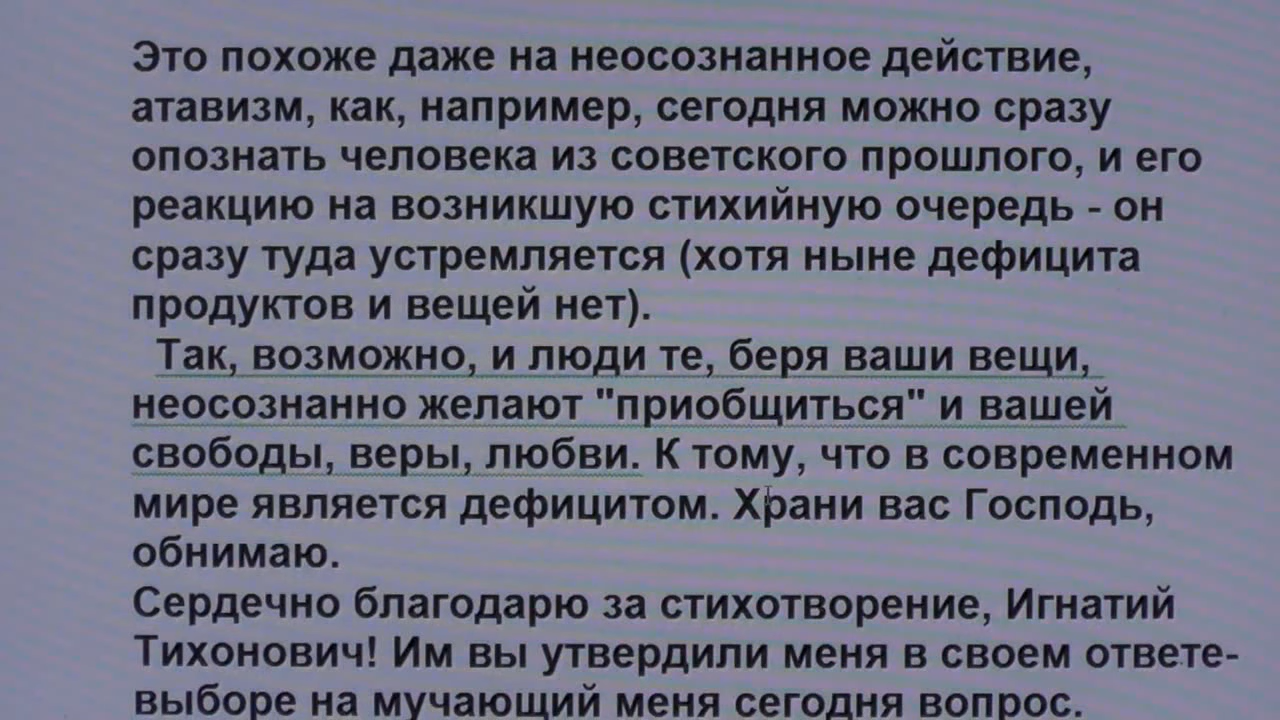 Это похоже даже на неосознанное действие,
атавизм, как, например, сегодня можно сразу
опознать человека из советского прошлого, и его
реакцию на возникшую стихийную очередь - он
сразу туда устремляется (хотя ныне дефицита
продуктов и вещей нет).
Так, возможно, и люди те, беря ваши вещи,
неосознанно желают "приобщиться" и вашей
свободы, веры, любви. К тому, что в современном
мире является дефицитом. Храни вас Господь,
обнимаю.
Сердечно благодарю за стихотворение, Игнатий
Тихонович! Им вы утвердили меня в своем ответе-
выборе на мучающий меня сегодня вопрос.